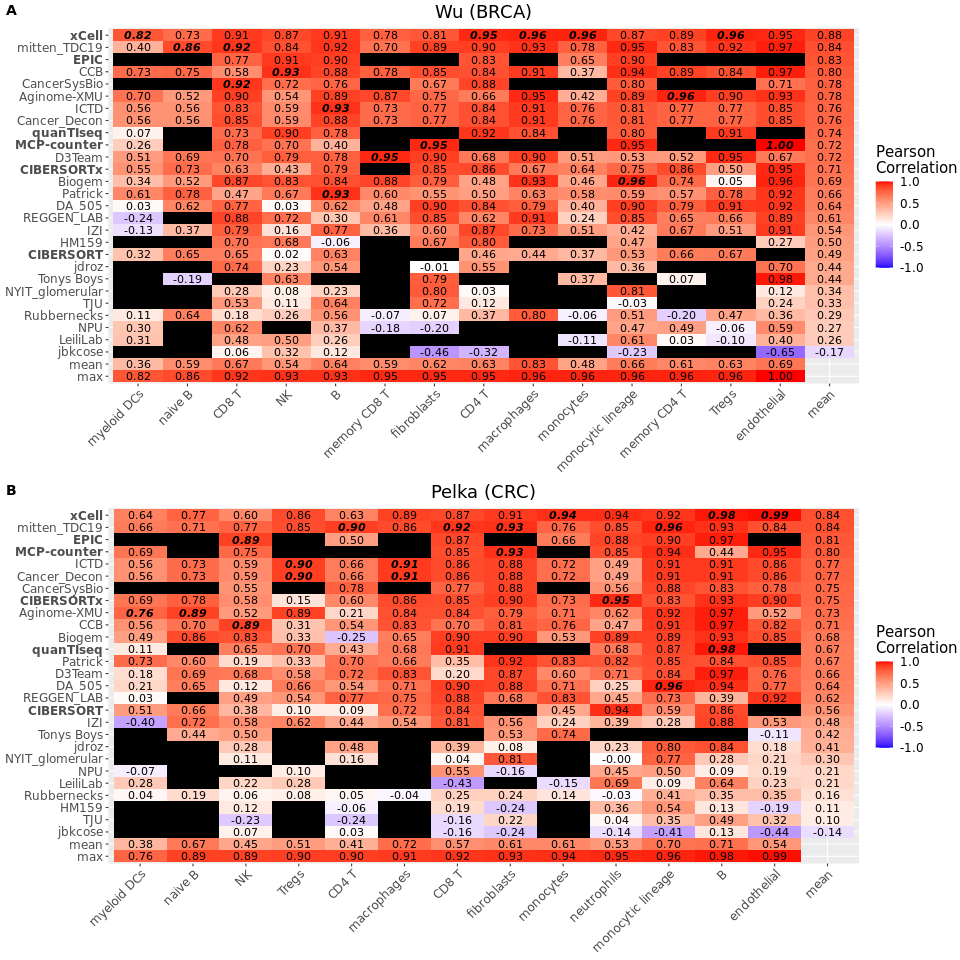 A
Wu (BRCA)
xCell 0.82 0.73 0.91 0.87 0.91 0.78 0.91 0.95 0.96 0.96 0.87 0.89 0.96 0.95 0.88
mitten_TDC19 0.40 0.86 0.92 0.84 0.92 0.70 0.89 0.90 0.93 0.78 0.95 0.83 0.92 0.97 0.84
EPIC 0.77 0.91 0.90 0.83 0.65 0.90 0.83
CCB 0.73 0.75 0.58 0.93 0.88 0.78 0.85 0.84 0.91 0.37 0.94 0.89 0.84 0.97 0.80
CancerSysBio 0.92 0.72 0.76 0.67 0.88 0.80 0.71 0.78
Aginome-XMU 0.70 0.52 0.90 0.54 0.89 0.87 0.75 0.66 0.95 0.42 0.89 0.96 0.90 0.93 0.78
ICTD 0.56 0.56 0.83 0.59 0.93 0.73 0.77 0.84 0.91 0.76 0.81 0.77 0.77 0.85 0.76
Cancer_Decon 0.56 0.56 0.85 0.59 0.88 0.73 0.77 0.84 0.91 0.76 0.81 0.77 0.77 0.85 0.76
quanTIseq 0.07 0.73 0.90 0.78 0.92 0.84 0.80 0.91 0.74
MCP-counter 0.26 0.78 0.70 0.40 0.95 0.95 1.00 0.72
D3Team 0.51 0.69 0.70 0.79 0.78 0.95 0.90 0.68 0.90 0.51 0.53 0.52 0.95 0.67 0.72
CIBERSORTx 0.55 0.73 0.63 0.43 0.79 0.85 0.86 0.67 0.64 0.75 0.86 0.50 0.95 0.71
Biogem 0.34 0.52 0.87 0.83 0.84 0.88 0.79 0.48 0.93 0.46 0.96 0.74 0.05 0.96 0.69
Patrick 0.61 0.78 0.47 0.67 0.93 0.54 0.80 0.50 0.63 0.58 0.59 0.57 0.78 0.92 0.66
DA_505 0.03 0.62 0.77 0.03 0.62 0.48 0.90 0.84 0.79 0.40 0.90 0.79 0.91 0.92 0.64
REGGEN_LAB -0.24 0.88 0.72 0.30 0.61 0.85 0.62 0.91 0.24 0.85 0.65 0.66 0.89 0.61
IZI -0.13 0.37 0.79 0.16 0.77 0.36 0.60 0.87 0.73 0.51 0.42 0.67 0.51 0.91 0.54
HM159 0.70 0.68 -0.06 0.67 0.80 0.47 0.27 0.50
CIBERSORT 0.32 0.65 0.65 0.02 0.63 0.46 0.44 0.37 0.53 0.66 0.67 0.49
jdroz 0.74 0.23 0.54 -0.01 0.55 0.36 0.70 0.44
Tonys Boys -0.19 0.63 0.79 0.37 0.07 0.98 0.44
NYIT_glomerular 0.28 0.08 0.23 0.80 0.03 0.81 0.12 0.34
TJU 0.53 0.11 0.64 0.72 0.12 -0.03 0.24 0.33
Rubbernecks 0.11 0.64 0.18 0.26 0.56 -0.07 0.07 0.37 0.80 -0.06 0.51 -0.20 0.47 0.36 0.29
NPU 0.30 0.62 0.37 -0.18 -0.20 0.47 0.49 -0.06 0.59 0.27
LeiliLab 0.31 0.48 0.50 0.26 -0.11 0.61 0.03 -0.10 0.40 0.26
jbkcose 0.06 0.32 0.12 -0.46 -0.32 -0.23 -0.65 -0.17
mean 0.36 0.59 0.67 0.54 0.64 0.59 0.62 0.63 0.83 0.48 0.66 0.61 0.63 0.69
max 0.82 0.86 0.92 0.93 0.93 0.95 0.95 0.95 0.96 0.96 0.96 0.96 0.96 1.00
myeloid DCs naive B CD8 T NK B memory CD8 T fibroblasts CD4 T macrophages monocytes monocytic lineage memory CD4 T Tregs endothelial mean
Pearson
Correlation
1.0
0.5
0.0
-0.5
-1.0
B
Pelka (CRC)
xCell 0.64 0.77 0.60 0.86 0.63 0.89 0.87 0.91 0.94 0.94 0.92 0.98 0.99 0.84
mitten_TDC19 0.66 0.71 0.77 0.85 0.90 0.86 0.92 0.93 0.76 0.85 0.96 0.93 0.84 0.84
EPIC 0.89 0.50 0.87 0.66 0.88 0.90 0.97 0.81
MCP-counter 0.69 0.75 0.85 0.93 0.85 0.94 0.44 0.95 0.80
ICTD 0.56 0.73 0.59 0.90 0.66 0.91 0.86 0.88 0.72 0.49 0.91 0.91 0.86 0.77
Cancer_Decon 0.56 0.73 0.59 0.90 0.66 0.91 0.86 0.88 0.72 0.49 0.91 0.91 0.86 0.77
CancerSysBio 0.55 0.77 0.88 0.78 0.56 0.88 0.83 0.78 0.75
CIBERSORTx 0.69 0.78 0.58 0.15 0.60 0.86 0.85 0.90 0.73 0.95 0.83 0.93 0.90 0.75
Aginome-XMU 0.76 0.89 0.52 0.89 0.21 0.84 0.84 0.79 0.71 0.62 0.92 0.97 0.52 0.73
CCB 0.56 0.70 0.89 0.31 0.54 0.83 0.70 0.81 0.76 0.47 0.91 0.97 0.82 0.71
Biogem 0.49 0.86 0.83 0.33 -0.25 0.65 0.90 0.90 0.53 0.89 0.89 0.93 0.85 0.68
quanTIseq 0.11 0.65 0.70 0.43 0.68 0.91 0.68 0.87 0.98 0.67
Patrick 0.73 0.60 0.19 0.33 0.70 0.66 0.35 0.92 0.83 0.82 0.85 0.84 0.85 0.67
D3Team 0.18 0.69 0.68 0.58 0.72 0.83 0.20 0.87 0.60 0.71 0.84 0.97 0.76 0.66
DA_505 0.21 0.65 0.12 0.66 0.54 0.71 0.90 0.88 0.71 0.25 0.96 0.94 0.77 0.64
REGGEN_LAB 0.03 0.49 0.54 0.77 0.75 0.88 0.68 0.83 0.45 0.73 0.39 0.92 0.62
CIBERSORT 0.51 0.66 0.38 0.10 0.09 0.72 0.84 0.45 0.94 0.59 0.86 0.56
IZI -0.40 0.72 0.58 0.62 0.44 0.54 0.81 0.56 0.24 0.39 0.28 0.88 0.53 0.48
Tonys Boys 0.44 0.50 0.53 0.74 -0.11 0.42
jdroz 0.28 0.48 0.39 0.08 0.23 0.80 0.84 0.18 0.41
NYIT_glomerular 0.11 0.16 0.04 0.81 -0.00 0.77 0.28 0.21 0.30
NPU -0.07 0.10 0.55 -0.16 0.45 0.50 0.09 0.19 0.21
LeiliLab 0.28 0.22 0.28 -0.43 -0.15 0.69 0.09 0.64 0.23 0.21
Rubbernecks 0.04 0.19 0.06 0.08 0.05 -0.04 0.25 0.24 0.14 -0.03 0.41 0.35 0.35 0.16
HM159 0.12 -0.06 0.19 -0.24 0.36 0.54 0.13 -0.19 0.11
TJU -0.23 -0.24 -0.16 0.22 0.04 0.35 0.49 0.32 0.10
jbkcose 0.07 0.03 -0.16 -0.24 -0.14 -0.41 0.13 -0.44 -0.14
mean 0.38 0.67 0.45 0.51 0.41 0.72 0.57 0.61 0.61 0.53 0.70 0.71 0.54
max 0.76 0.89 0.89 0.90 0.90 0.91 0.92 0.93 0.94 0.95 0.96 0.98 0.99
myeloid DCs naive B NK Tregs CD4 T macrophages CD8 T fibroblasts monocytes neutrophils monocytic lineage B endothelial mean
Pearson
Correlation
1.0
0.5
0.0
-0.5
-1.0